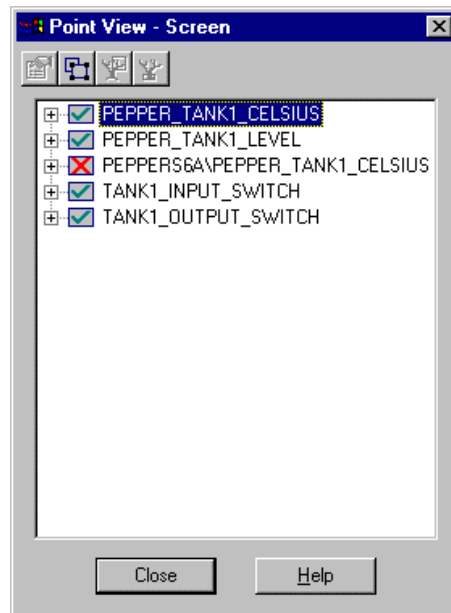 Point View - Screen
PEPPER_TANK1_CELSIUS
PEPPER_TANK1_LEVEL
PEPPERS6A\PEPPER_TANK1_CELSIUS
TANK1_INPUT_SWITCH
TANK1_OUTPUT_SWITCH
Close Help